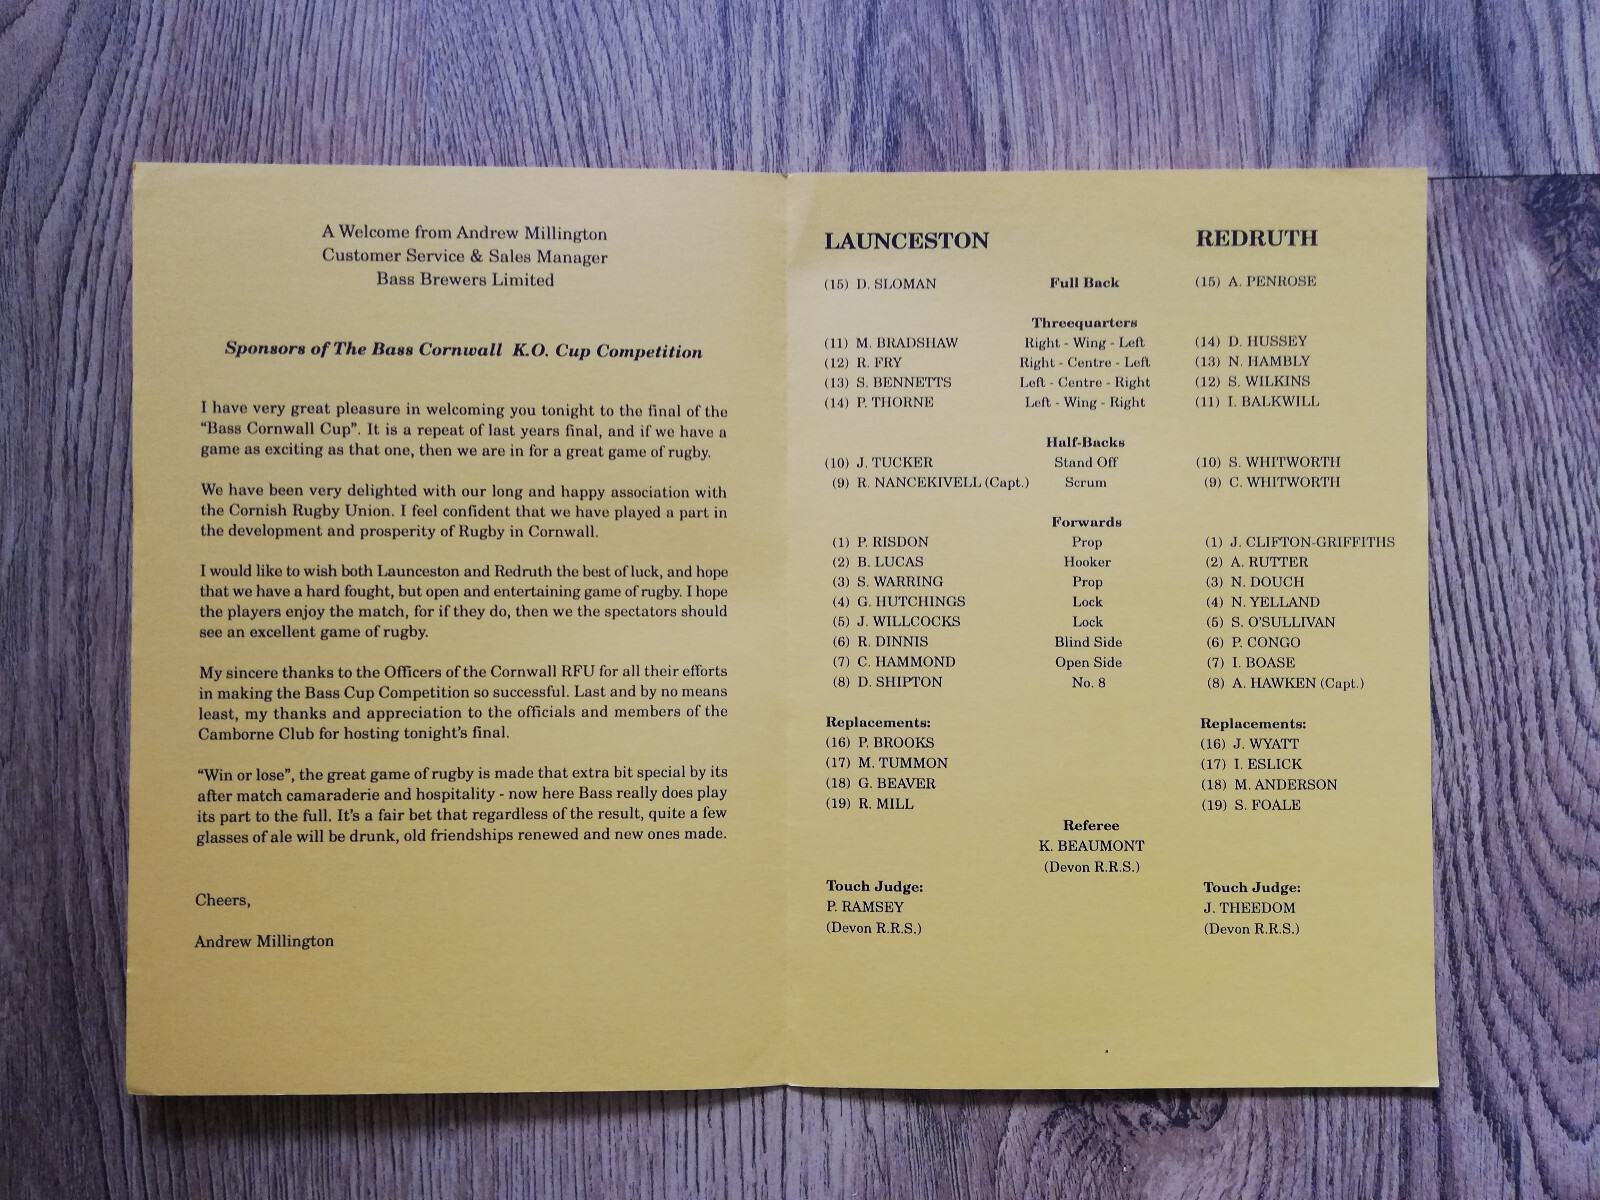 A Welcome from Andrew Millington
Customer Service & Sales Manager
Bass Brewers Limited
Sponsors of The Bass Cornwall K.O. Cup Competition
I have very great pleasure in welcoming you tonight to the final of the
“Bass Cornwall Cup”. It is a repeat of last years final, and if we have a
game as exciting as that one, then we are in for a great game of rugby.
We have been very delighted with our long and happy association with
the Cornish Rugby Union. I feel confident that we have played a part in
the development and prosperity of Rugby in Cornwall.
I would like to wish both Launceston and Redruth the best of luck, and hope
that we have a hard fought, but open and entertaining game of rugby. I hope
the players enjoy the match, for if they do, then we the spectators should
see an excellent game of rugby.
My sincere thanks to the Officers of the Cornwall RFU for all their efforts
in making the Bass Cup Competition so successful. Last and by no means
least, my thanks and appreciation to the officials and members of the
Camborne Club for hosting tonight's final.
“Win or lose”, the great game of rugby is made that extra bit special by its
after match camaraderie and hospitality - now here Bass really does play
its part to the full. It's a fair bet that regardless of the result, quite a few
glasses of ale will be drunk, old friendships renewed and new ones made.
Cheers,
Andrew Millington
LAUNCESTON REDRUTH
(15) D. SLOMAN Full Back (15) A. PENROSE
Threequarters
(11) M. BRADSHAW Right - Wing - Left (14) D. HUSSEY
(12) R. FRY Right - Centre - Left (13) N. HAMBLY
(13) S. BENNETTS Left - Centre - Right (12) S. WILKINS
(14) P. THORNE Left - Wing - Right (11) I. BALKWILL
Half-Backs
(10) J. TUCKER Stand Off (10) S. WHITWORTH
(9) R. NANCEKIVELL (Capt.) Scrum (9) C. WHITWORTH
Forwards
(1) P. RISDON Prop (1) J. CLIFTON-GRIFFITHS
(2) B. LUCAS Hooker (2) A. RUTTER
(3) S. WARRING Prop (3) N. DOUCH
(4) G. HUTCHINGS Lock (4) N. YELLAND
(5) J. WILLCOCKS Lock (5) S. O'SULLIVAN
(6) R. DINNIS Blind Side (6) P. CONGO
(7) C. HAMMOND Open Side (7) I. BOASE
(8) D. SHIPTON No. 8 (8) A. HAWKEN (Capt.)
Replacements: Replacements:
(16) P. BROOKS (16) J. WYATT
(17) M. TUMMON (17) I. ESLICK
(18) G. BEAVER (18) M. ANDERSON
(19) R. MILL (19) S. FOALE
Referee
K. BEAUMONT
(Devon R.R.S.)
Touch Judge: Touch Judge:
P. RAMSEY J. THEEDOM
(Devon R.R.S.) (Devon R.R.S.)